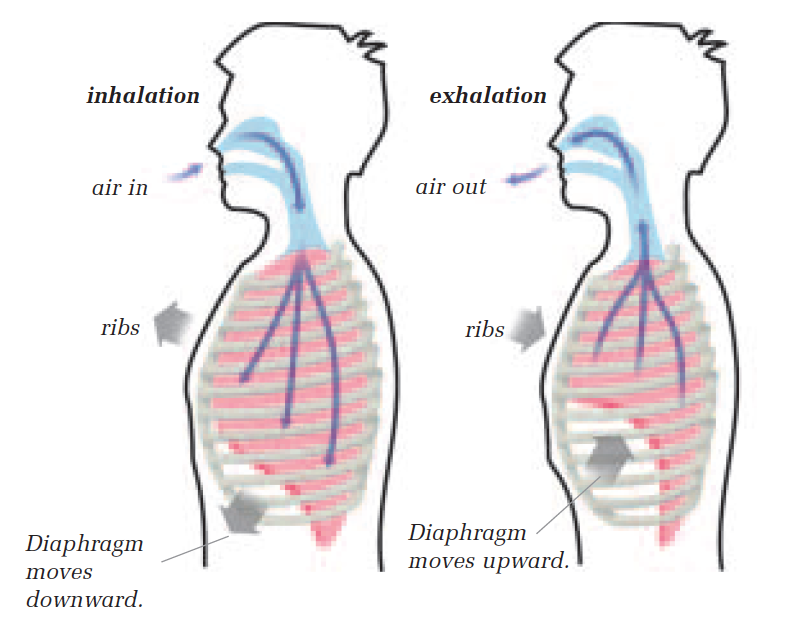 inhalation
air in
ribs
Diaphragm
moves
downward.
exhalation
air out
ribs
Diaphragm
moves upward.